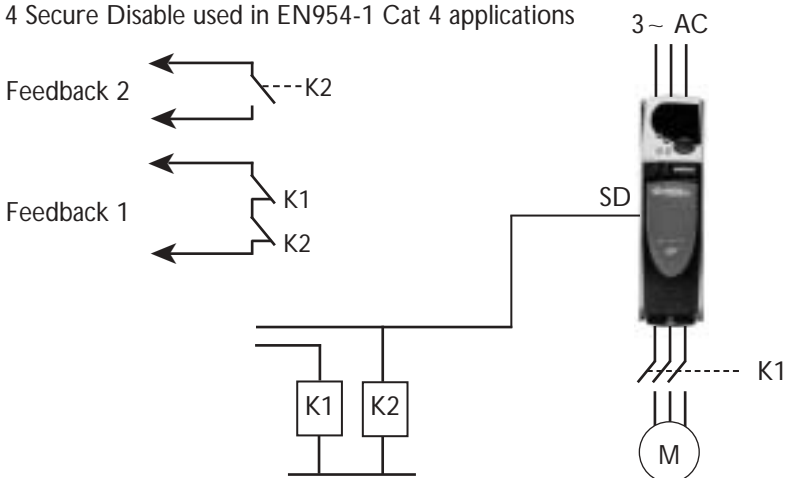 4 Secure Disable used in EN954-1 Cat 4 applications
3~ AC
Feedback 2
K2
Feedback 1
K1
K2
SD
K1
K2
K1
M